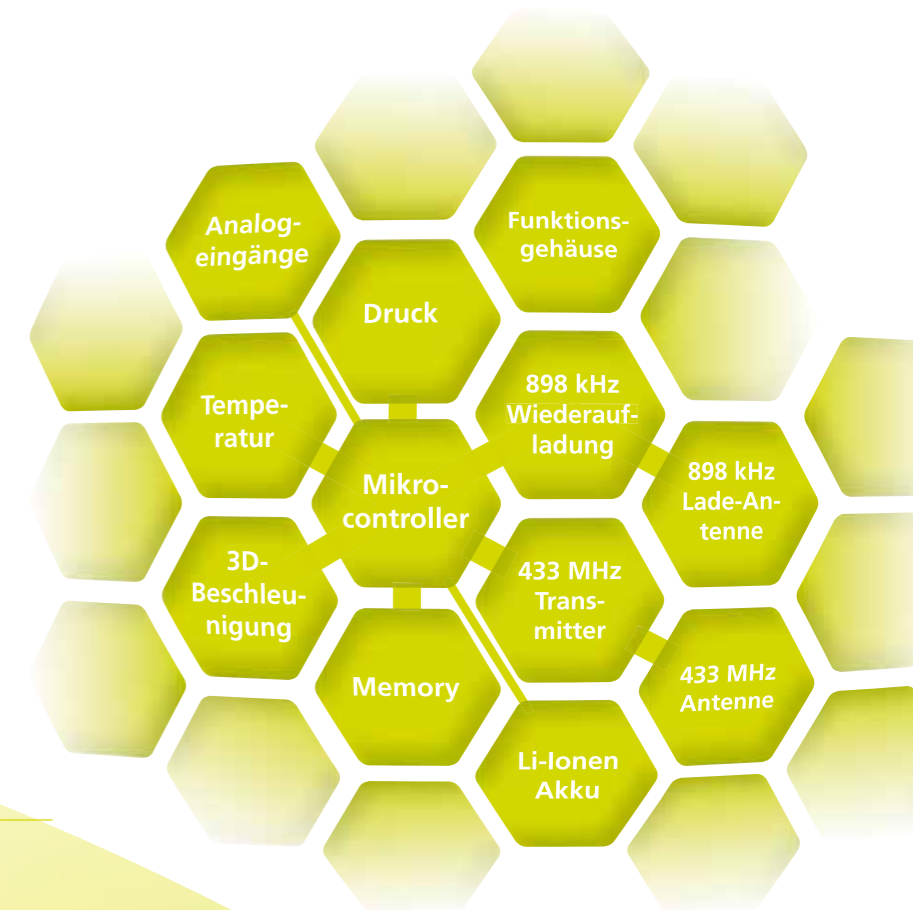 Analog-
eingänge
Funktions-
gehäuse
Druck
Tempe-
ratur
898 kHz
Wiederauf-
ladung
Mikro-
controller
898 kHz
Lade-An-
tenne
3D-
Beschleu-
nigung
433 MHz
Trans-
mitter
Memory
433 MHz
Antenne
Li-Ionen
Akku